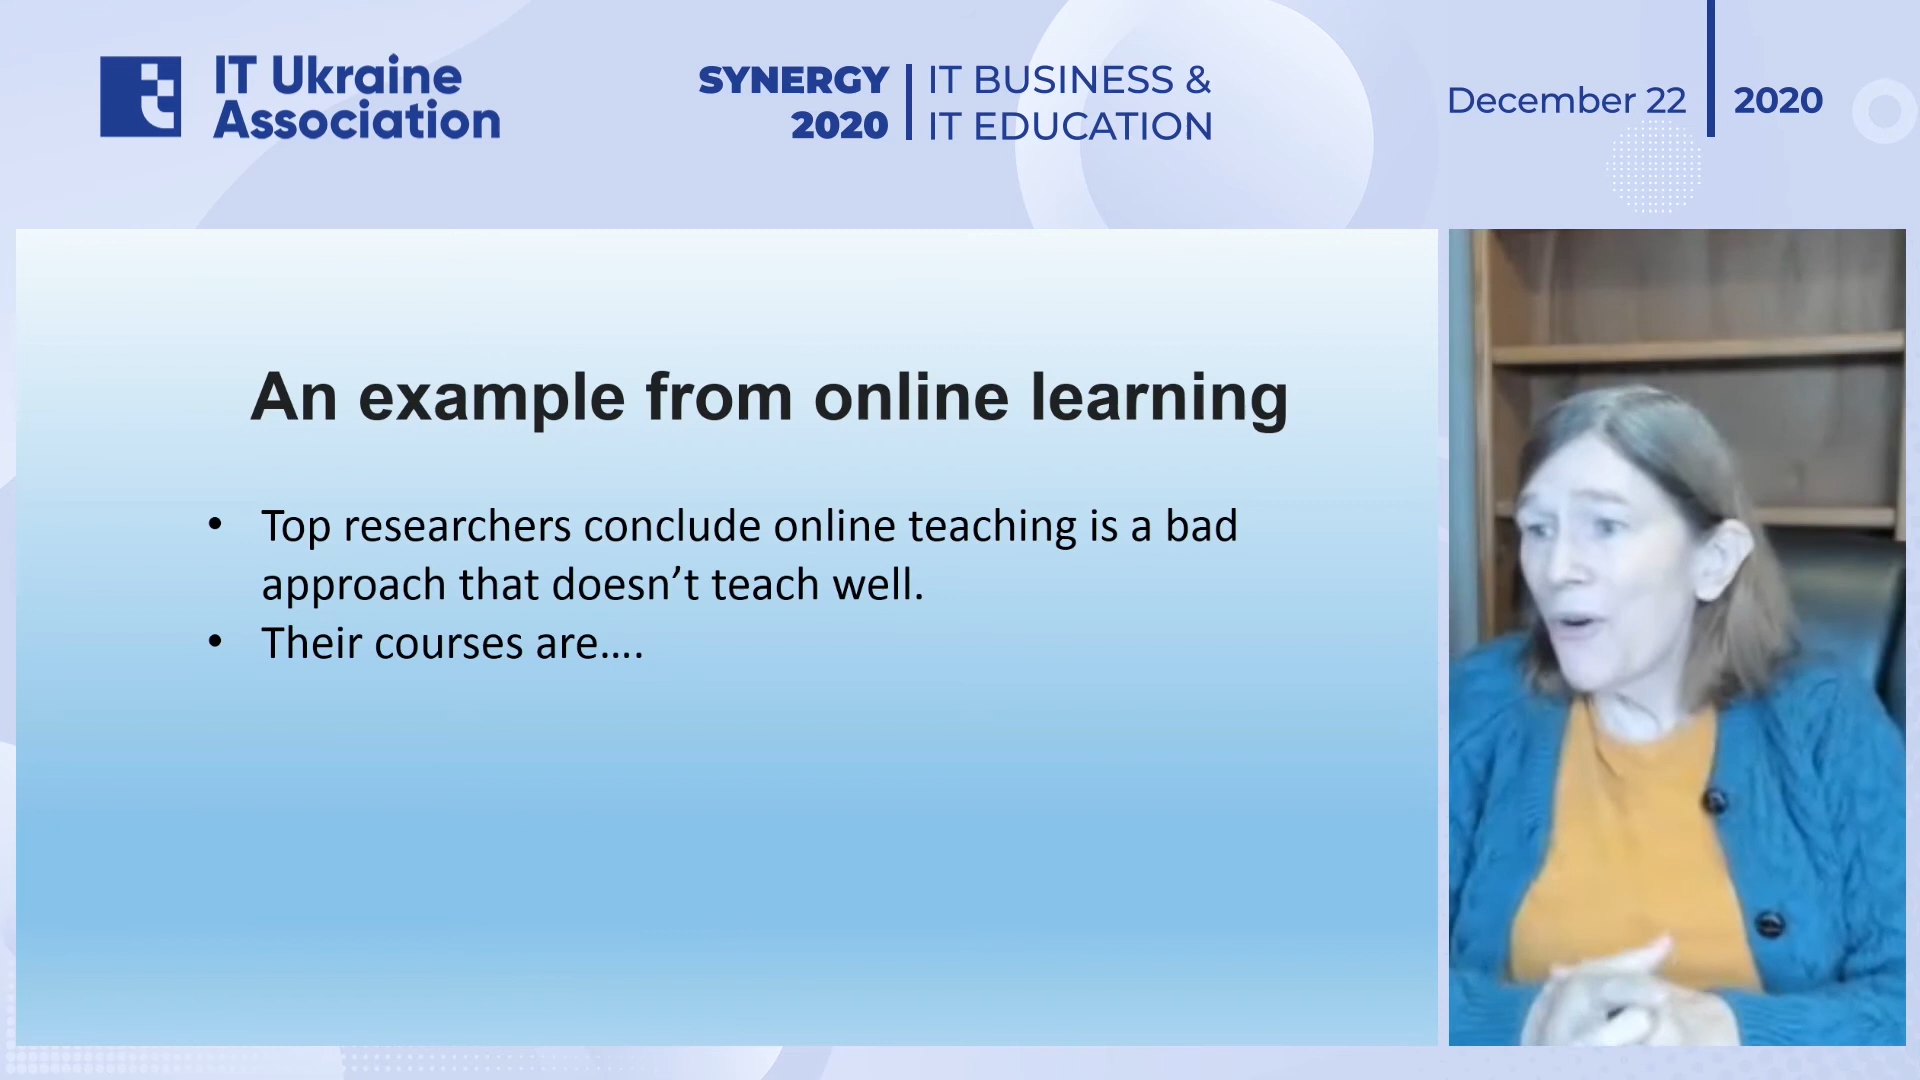 IT Ukraine
Association
SYNERGY
2020
IT BUSINESS &
IT EDUCATION
December 22
2020
An example from online learning
• Top researchers conclude online teaching is a bad
approach that doesn’t teach well.
• Their courses are….